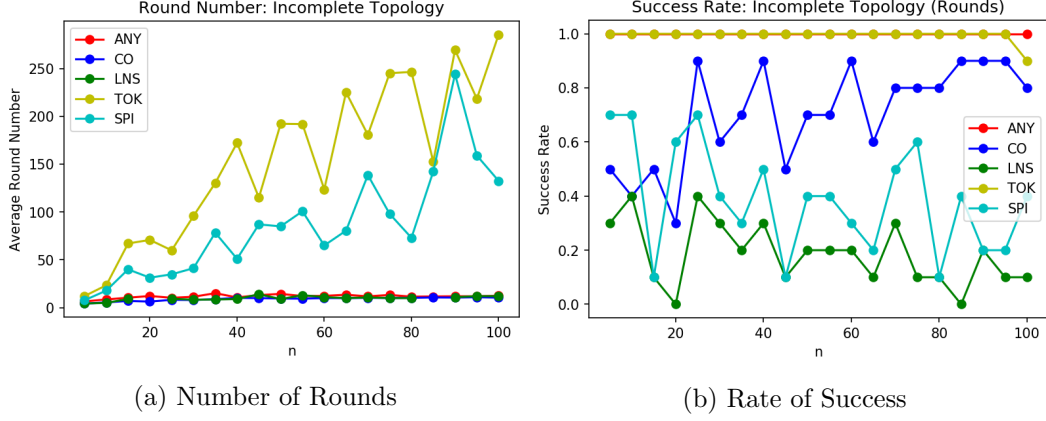 Round Number: Incomplete Topology
Average Round Number
250
200
150
100
50
0
20
40
60
80
100
n
ANY
CO
LNS
TOK
SPI
(a) Number of Rounds
Success Rate: Incomplete Topology (Rounds)
Success Rate
1.0
0.8
0.6
0.4
0.2
0.0
20
40
60
80
100
n
ANY
CO
LNS
TOK
SPI
(b) Rate of Success